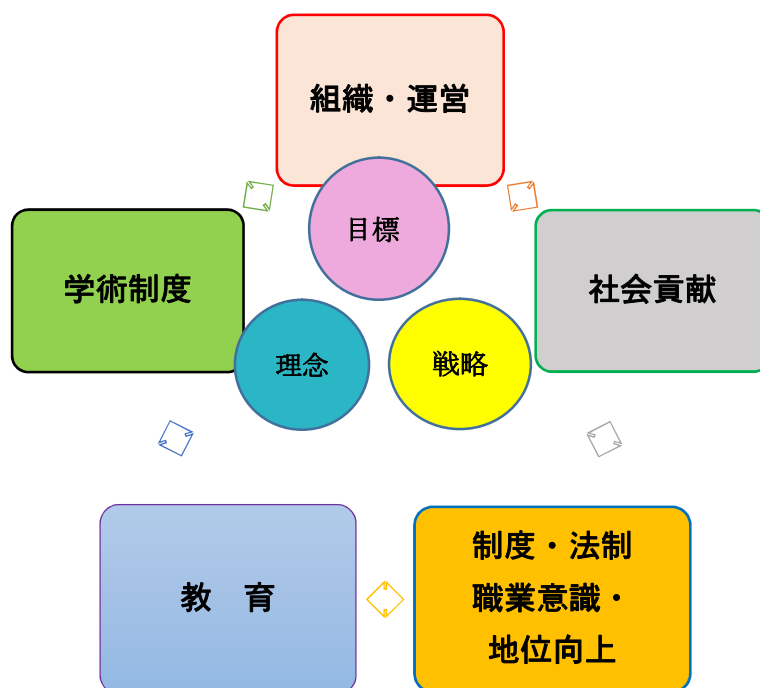 組織・運営
目標
学術制度
社会貢献
理念
戦略
教　育
制度・法制
職業意識・
地位向上